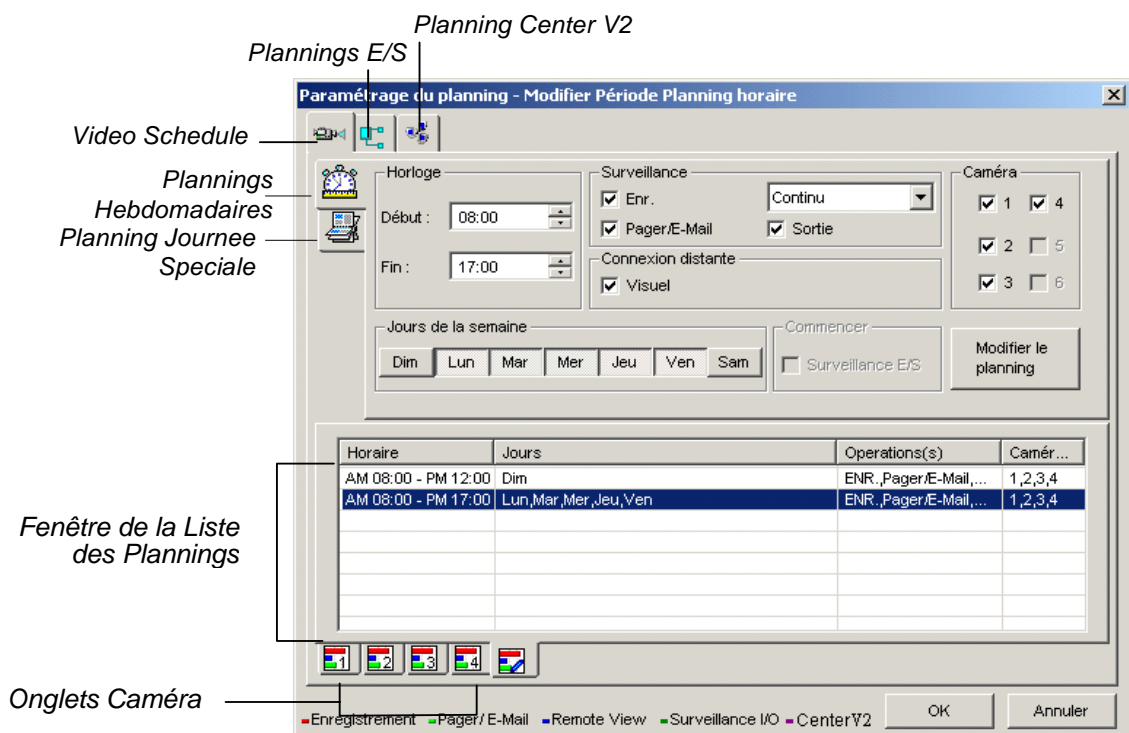 Planning Center V2
Plannings E/S
Paramétrage du planning - Modifier Période Planning horaire
Video Schedule
Plannings
Hebdomadaires
Planning Journee
Speciale
Horloge
Début :
08:00
Fin :
17:00
Surveillance
Enr.
Continu
Pager/E-Mail
Sortie
Connexion distante
Visuel
Caméra
1
4
2
5
3
6
Jours de la semaine
Dim
Lun
Mar
Mer
Jeu
Ven
Sam
Commencer
Surveillance E/S
Modifier le
planning
Horaire
Jours
Operations(s)
Camér...
AM 08:00 - PM 12:00
Dim
ENR.,Pager/E-Mail,...
1,2,3,4
AM 08:00 - PM 17:00
Lun,Mar,Mer,Jeu,Ven
ENR.,Pager/E-Mail,...
1,2,3,4
Fenêtre de la Liste
des Plannings
1
2
3
4
Onglets Caméra
Enregistrement
Pager/ E-Mail
Remote View
Surveillance I/O
CenterV2
OK
Annuler